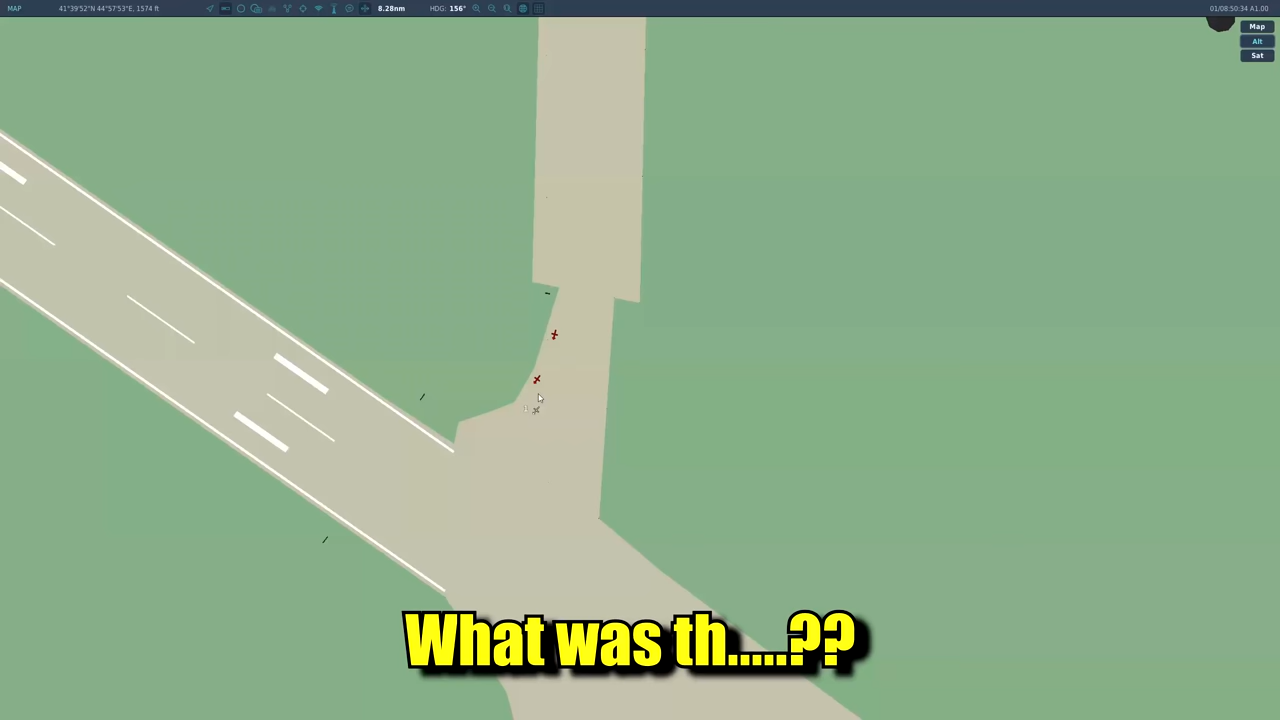 MAP
41°39'52"N 44°57'53"E, 1574 ft
8.28nm
HDG: 156°
01/08:50:34 A1.00
Map
Alt
Sat
What was th.....??